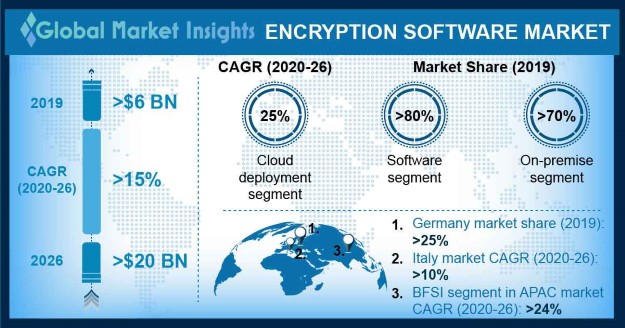 Global Market Insights ENCRYPTION SOFTWARE MARKET
2019 >$6 BN
CAGR
(2020-26)
>15%
2026 >$20 BN
CAGR (2020-26)
Market Share (2019)
25%
>80%
>70%
Cloud
deployment
segment
Software
segment
On-premise
segment
1.
2.
3.
1. Germany market share (2019):
>25%
2. Italy market CAGR (2020-26):
>10%
3. BFSI segment in APAC market
CAGR (2020-26): >24%